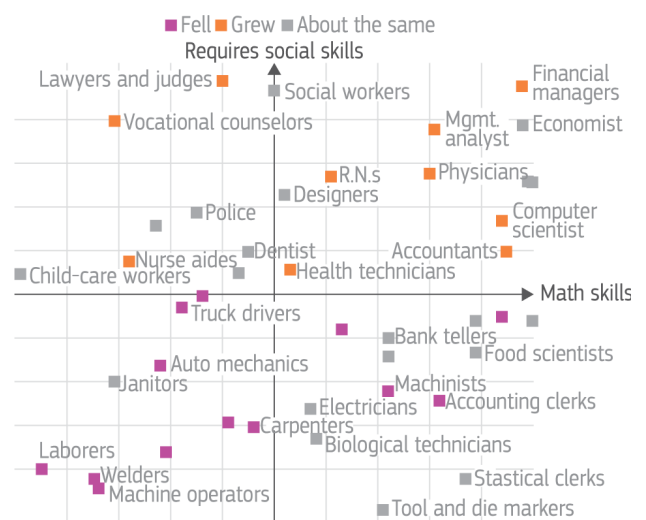 Fell Grew About the same
Requires social skills
Lawyers and judges
Social workers
Financial
managers
Vocational counselors
Mgmt.
analyst
Economist
R.N.s
Physicians
Designers
Police
Computer
scientist
Nurse aides
Dentist
Accountants
Child-care workers
Health technicians
Math skills
Truck drivers
Bank tellers
Food scientists
Auto mechanics
Janitors
Machinists
Accounting clerks
Electricians
Carpenters
Biological technicians
Laborers
Welders
Machine operators
Stastical clerks
Tool and die markers